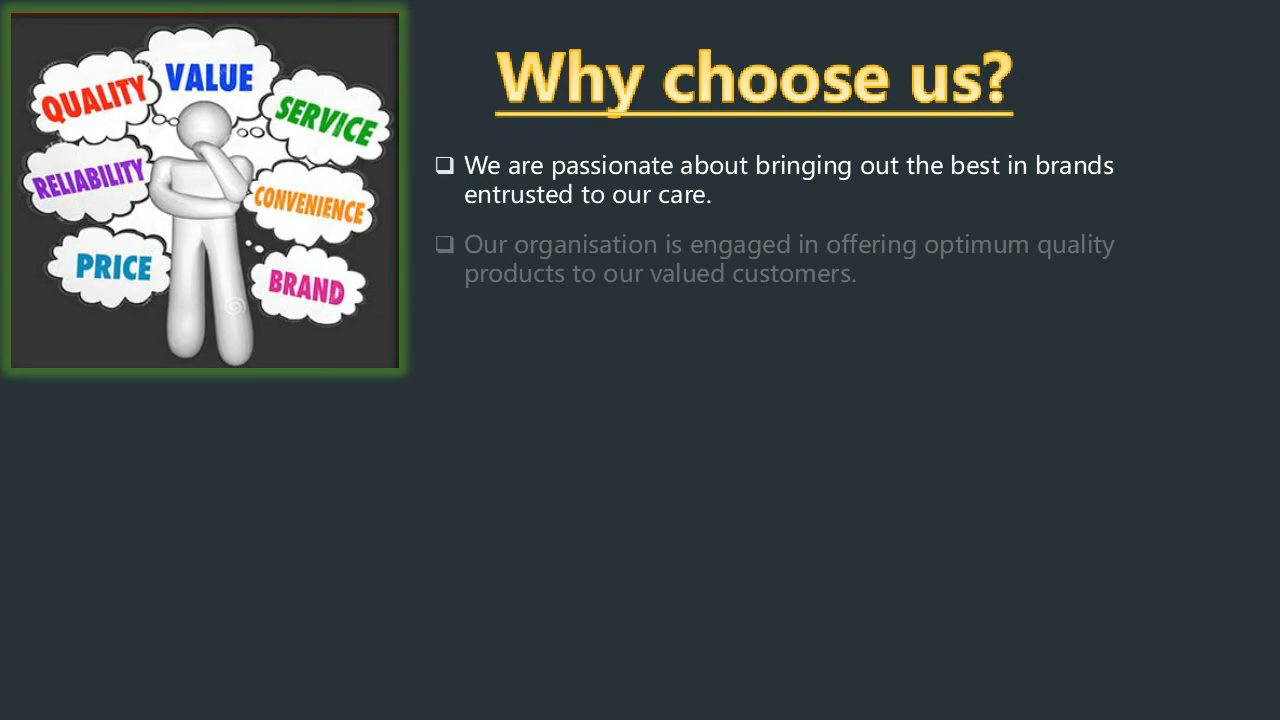 VALUE
QUALITY
SERVICE
RELIABILITY
CONVENIENCE
PRICE
BRAND
Why choose us?
❑ We are passionate about bringing out the best in brands
entrusted to our care.
❑ Our organisation is engaged in offering optimum quality
products to our valued customers.